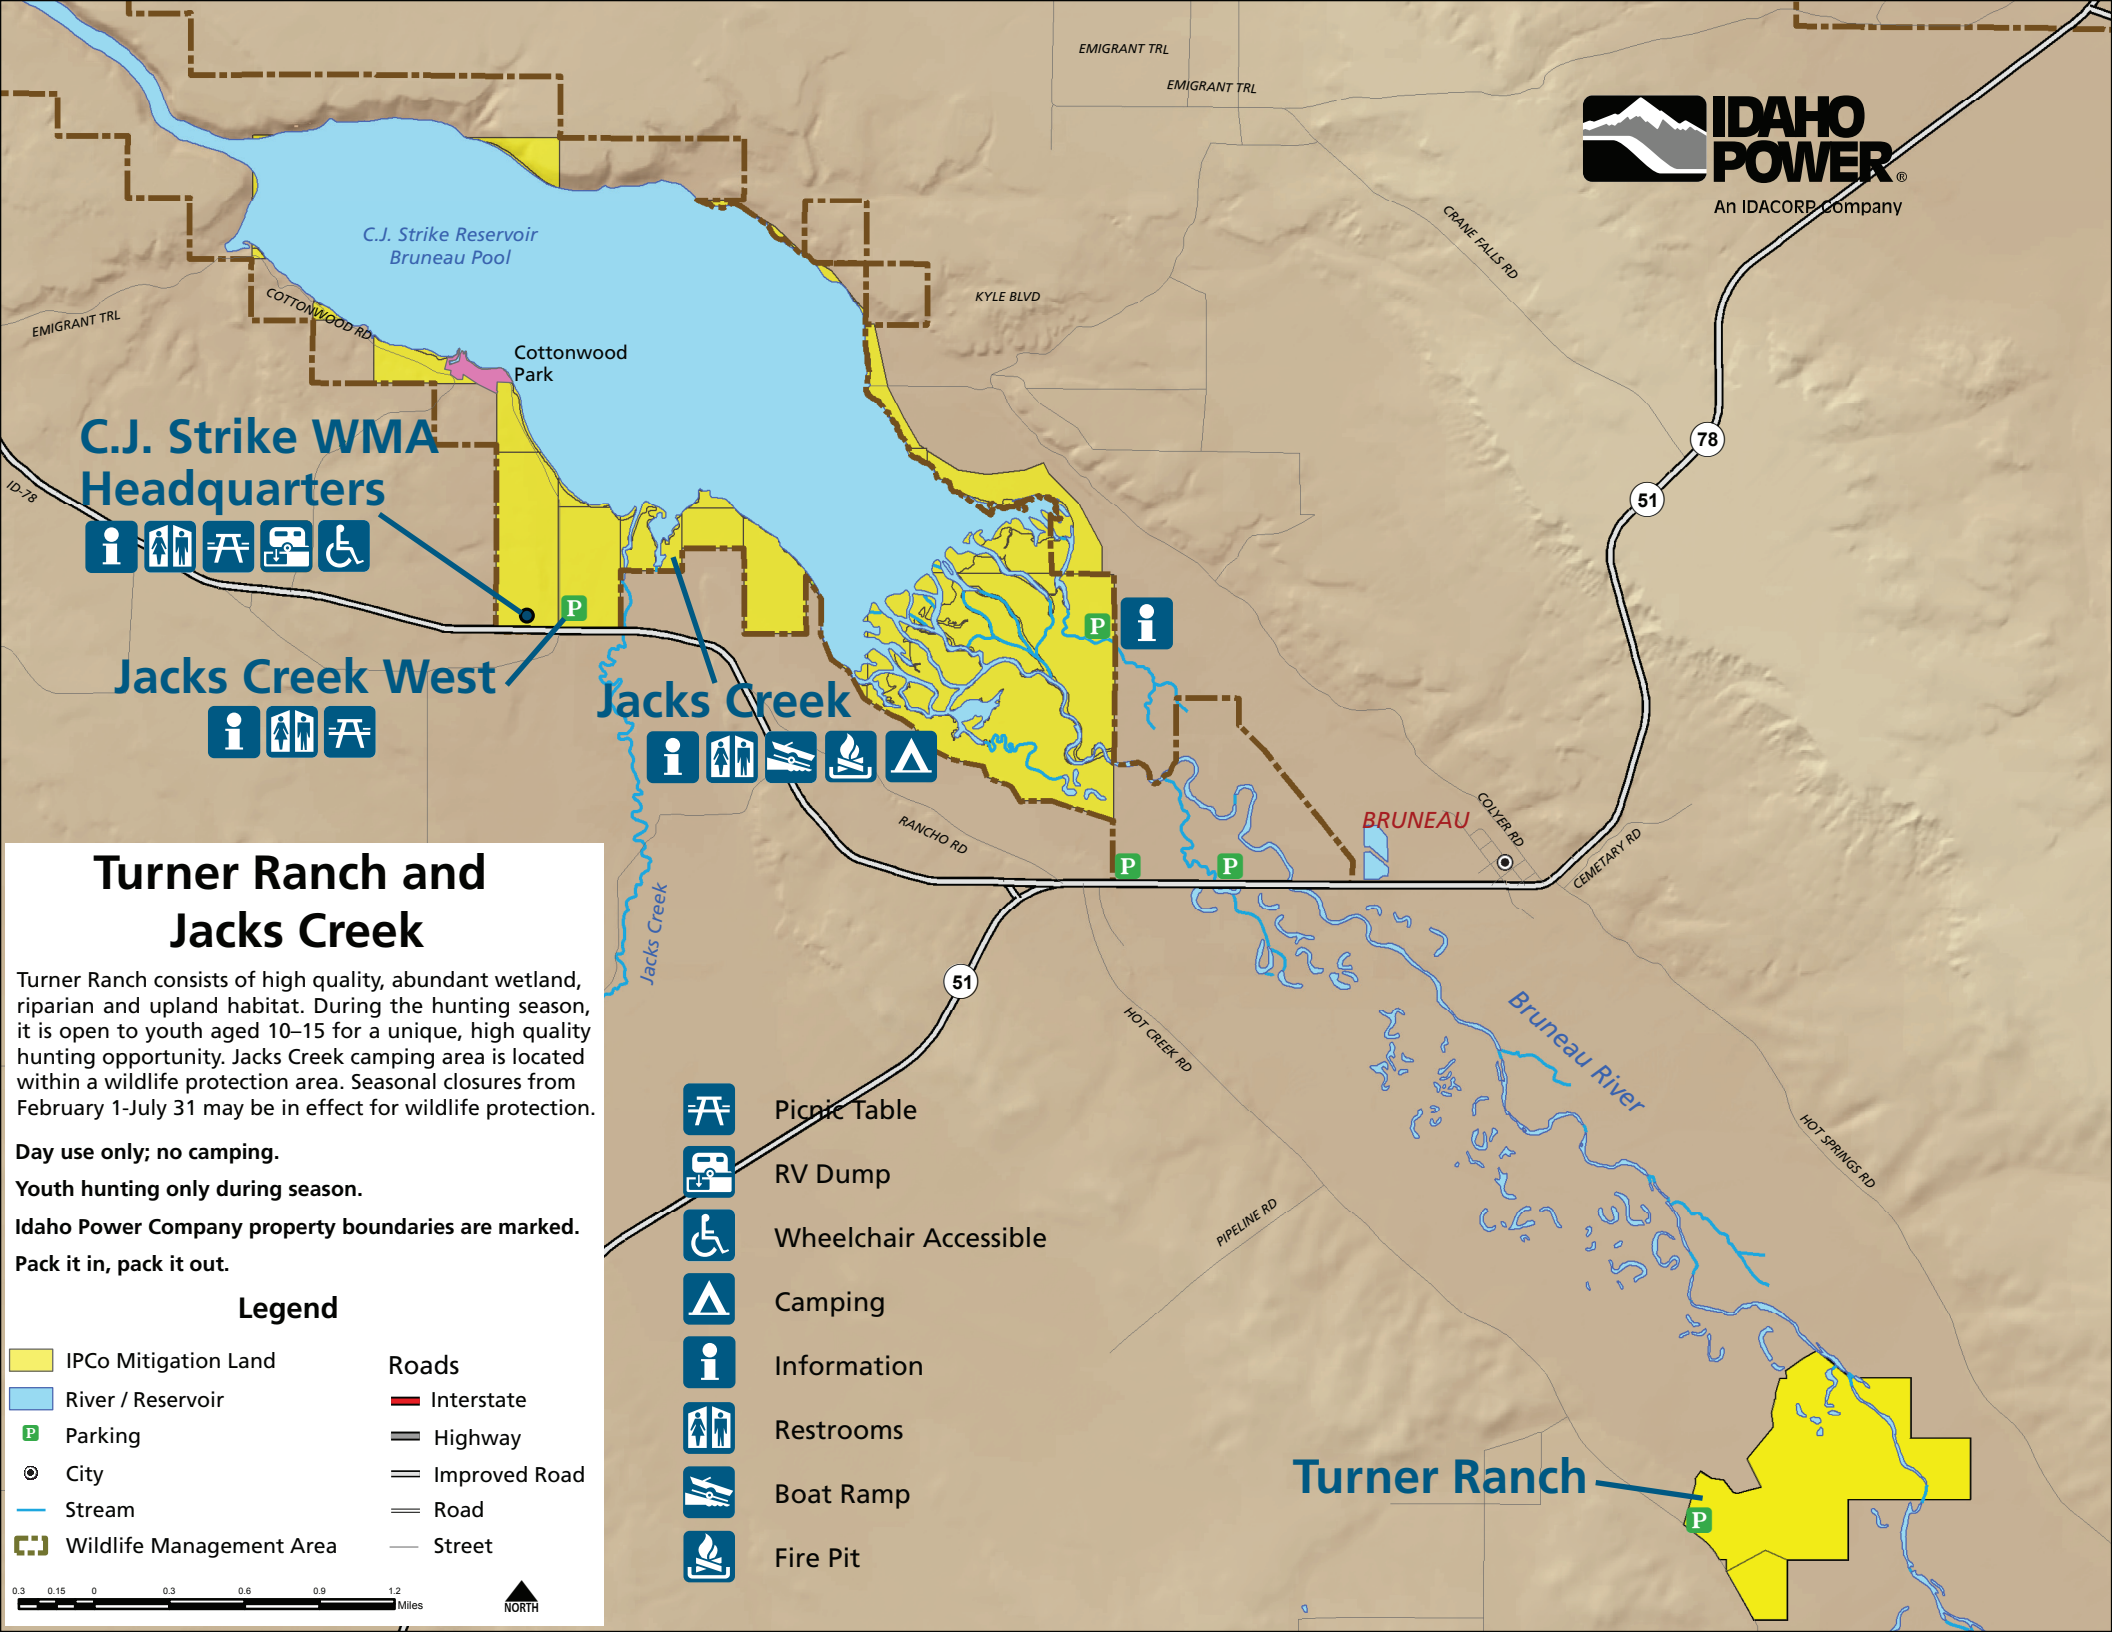 EMIGRANT TRL
EMIGRANT TRL
IDAHO
POWER®
An IDACORP Company
CRANE FALLS RD
C.J. Strike Reservoir
Bruneau Pool
KYLE BLVD
EMIGRANT TRL
COTTONWOOD RD
Cottonwood
Park
C.J. Strike WMA
Headquarters
ID-78
78
51
P
P
Jacks Creek West
Jacks Creek
BRUNEAU
COLYER RD
CEMETARY RD
RANCHO RD
P
P
Jacks Creek
51
HOT CREEK RD
Bruneau River
HOT SPRINGS RD
PIPELINE RD
Turner Ranch
P
Turner Ranch and
Jacks Creek
Turner Ranch consists of high quality, abundant wetland,
riparian and upland habitat. During the hunting season,
it is open to youth aged 10–15 for a unique, high quality
hunting opportunity. Jacks Creek camping area is located
within a wildlife protection area. Seasonal closures from
February 1-July 31 may be in effect for wildlife protection.
Day use only; no camping.
Youth hunting only during season.
Idaho Power Company property boundaries are marked.
Pack it in, pack it out.
Legend
IPCo Mitigation Land
River / Reservoir
P Parking
City
Stream
Wildlife Management Area
Roads
Interstate
Highway
Improved Road
Road
Street
0.3 0.15 0 0.3 0.6 0.9 1.2
Miles
NORTH
Picnic Table
RV Dump
Wheelchair Accessible
Camping
Information
Restrooms
Boat Ramp
Fire Pit